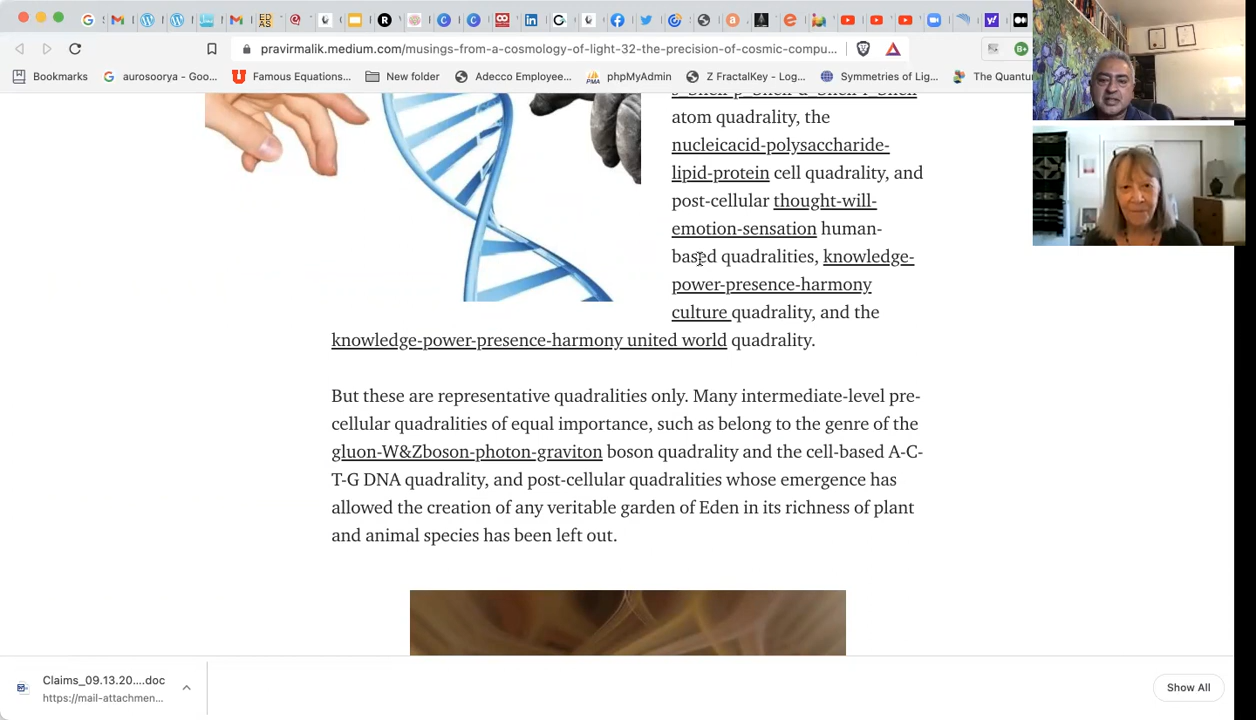 pravirmalik.medium.com/musings-from-a-cosmology-of-light-32-the-precision-of-cosmic-compu...
Bookmarks
aurosoorya - Goo...
Famous Equations...
New folder
Adecco Employee...
phpMyAdmin
Z FractalKey - Log...
Symmetries of Lig...
The Quantu
atom quadrality, the
nucleicacid-polysaccharide-
lipid-protein cell quadrality, and
post-cellular thought-will-
emotion-sensation human-
based quadralities, knowledge-
power-presence-harmony
culture quadrality, and the
knowledge-power-presence-harmony united world quadrality.
But these are representative quadralities only. Many intermediate-level pre-
cellular quadralities of equal importance, such as belong to the genre of the
gluon-W&Zboson-photon-graviton boson quadrality and the cell-based A-C-
T-G DNA quadrality, and post-cellular quadralities whose emergence has
allowed the creation of any veritable garden of Eden in its richness of plant
and animal species has been left out.
Claims_09.13.20....doc
https://mail-attachmen...
Show All